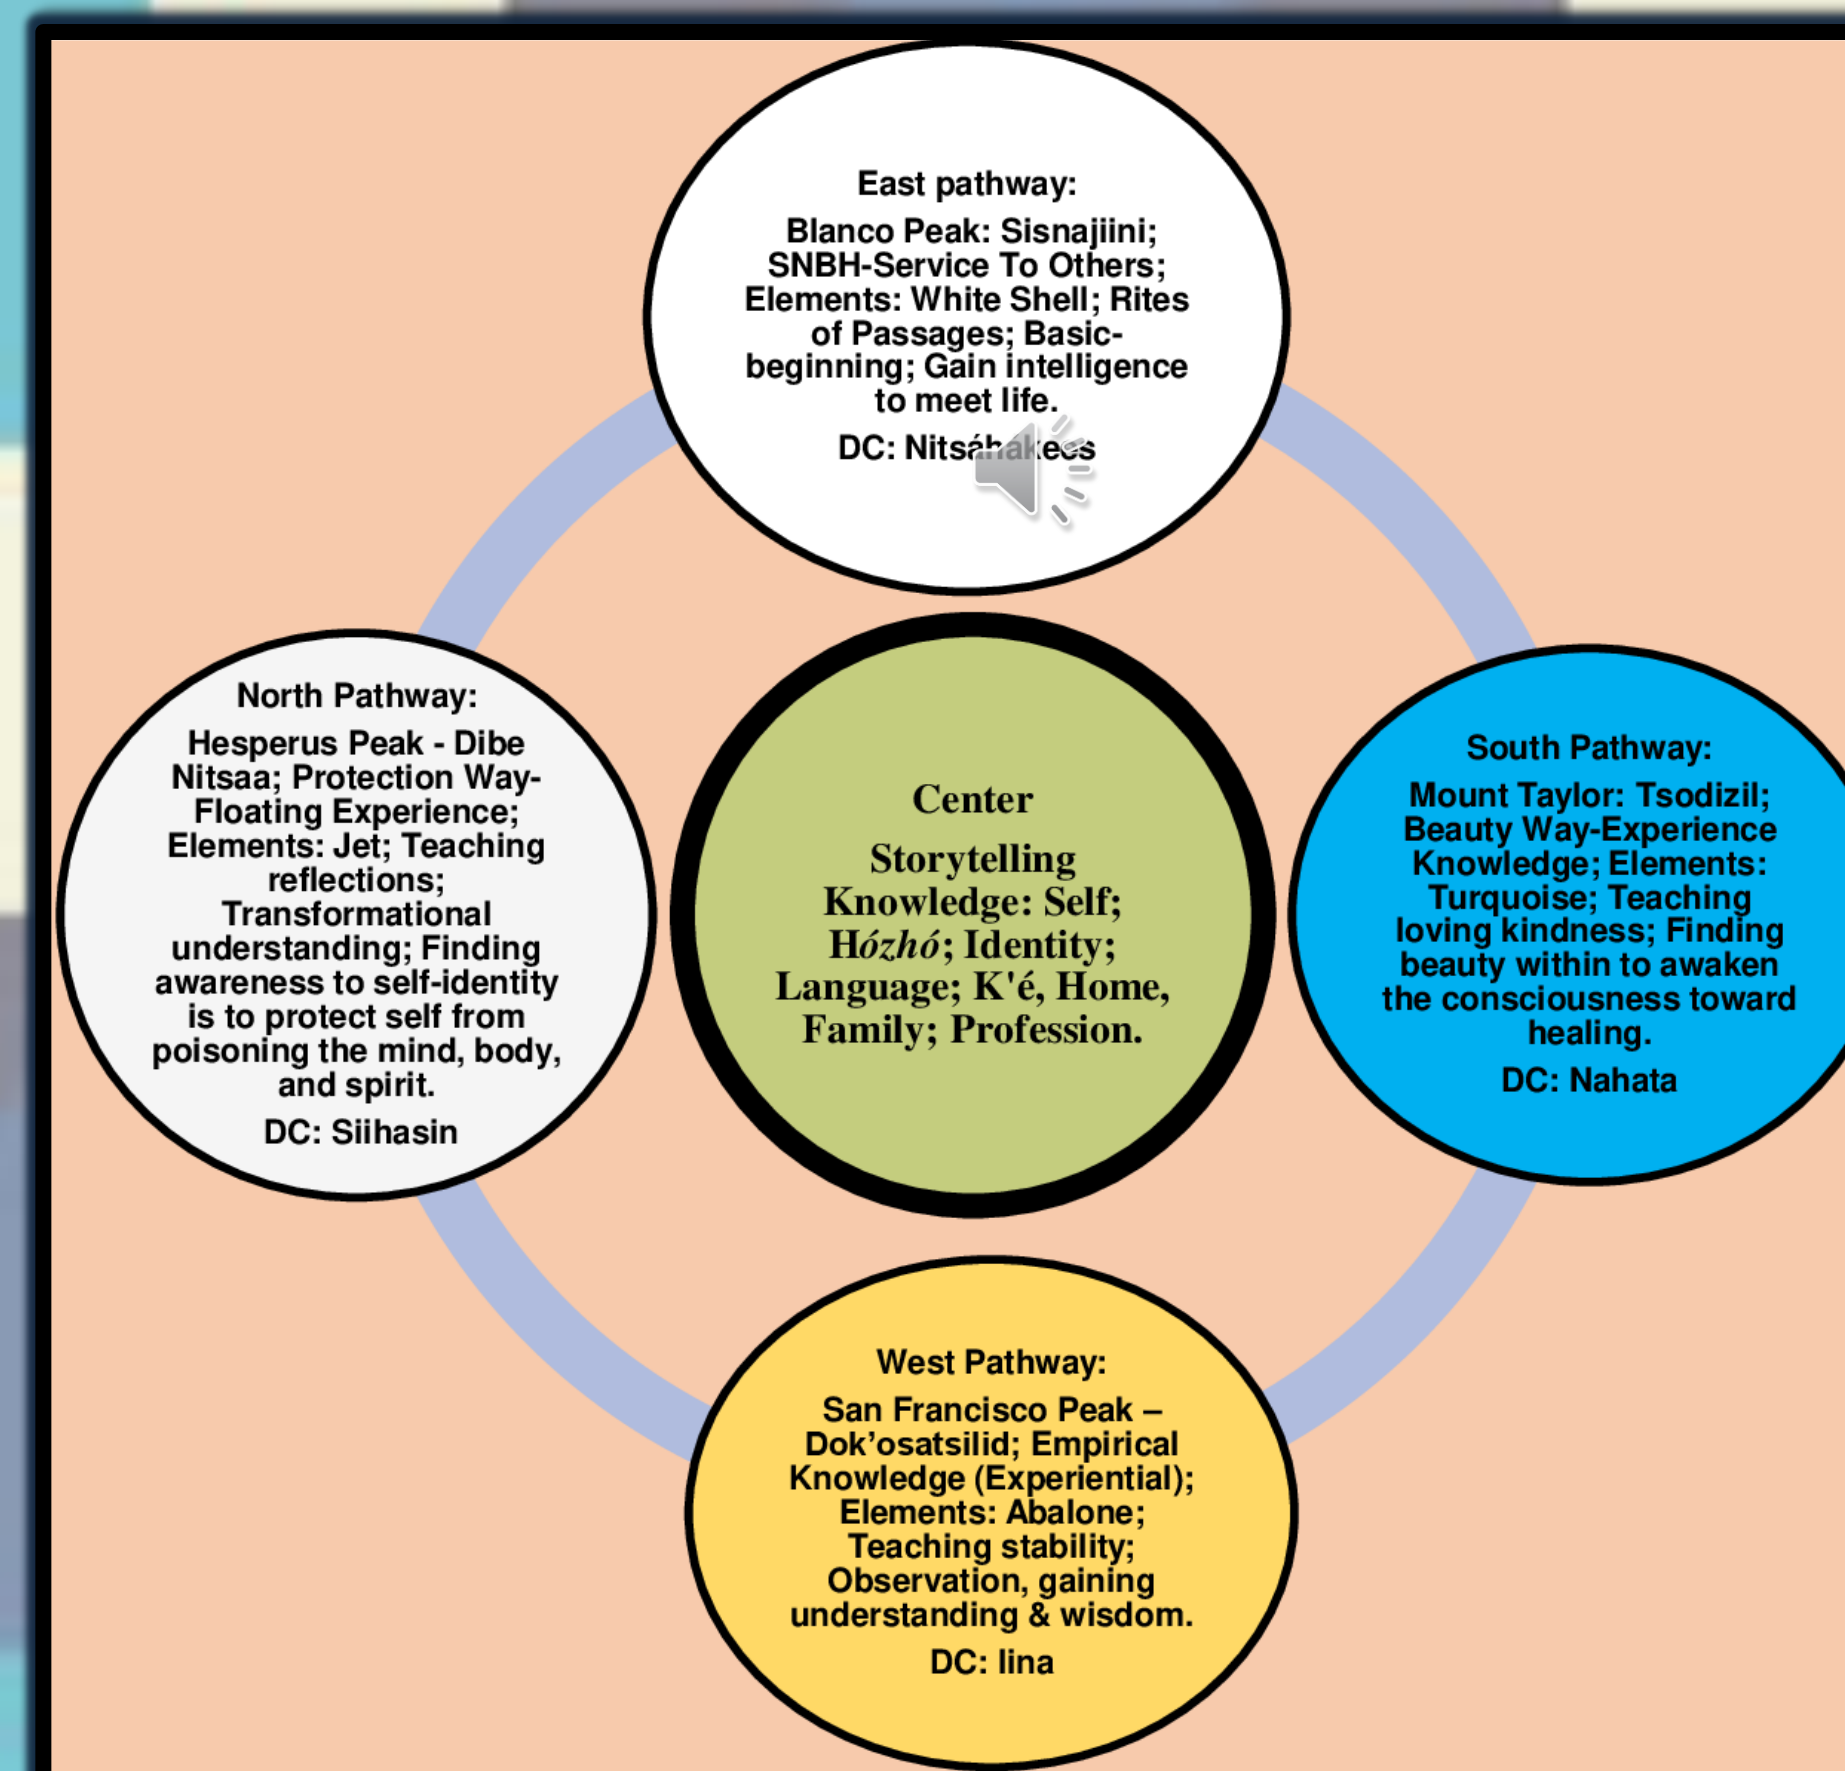 East pathway:
Blanco Peak: Sisnajiini;
SNBH-Service To Others;
Elements: White Shell; Rites
of Passages; Basic-
beginning; Gain intelligence
to meet life.
DC: Nitsáhákees
North Pathway:
Hesperus Peak - Dibe
Nitsaa; Protection Way-
Floating Experience;
Elements: Jet; Teaching
reflections;
Transformational
understanding; Finding
awareness to self-identity
is to protect self from
poisoning the mind, body,
and spirit.
DC: Siihasin
Center
Storytelling
Knowledge: Self;
Hózhó; Identity;
Language; K'é, Home,
Family; Profession.
South Pathway:
Mount Taylor: Tsodizil;
Beauty Way-Experience
Knowledge; Elements:
Turquoise; Teaching
loving kindness; Finding
beauty within to awaken
the consciousness toward
healing.
DC: Nahata
West Pathway:
San Francisco Peak –
Dok’osatsilid; Empirical
Knowledge (Experiential);
Elements: Abalone;
Teaching stability;
Observation, gaining
understanding & wisdom.
DC: Iina